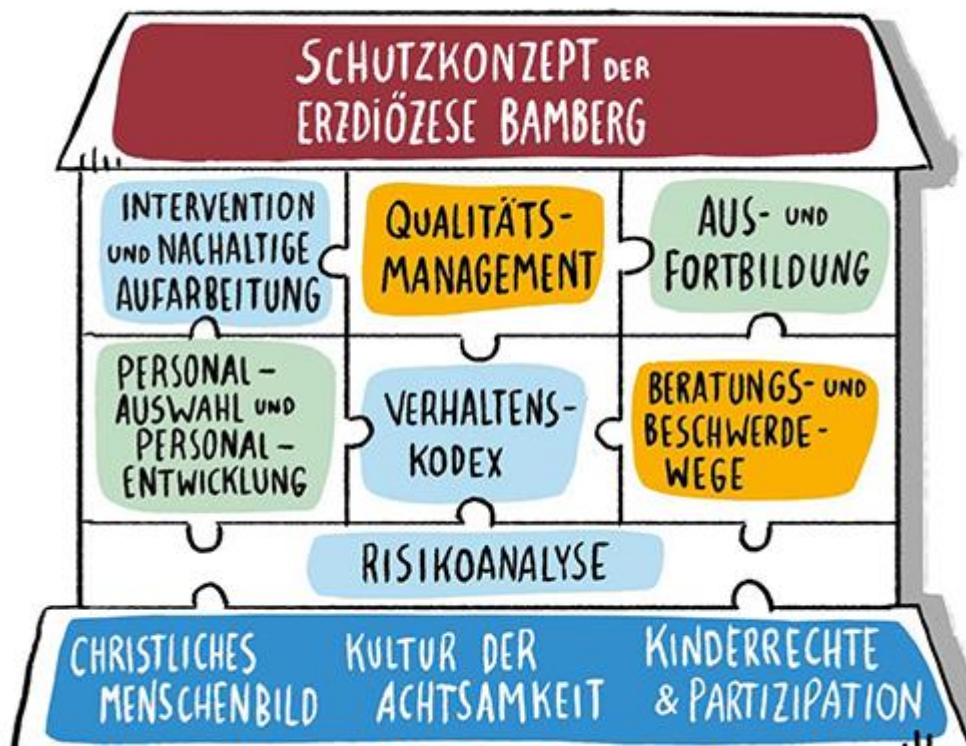 SCHUTZKONZEPT DER
ERZDIÖZESE BAMBERG
INTERVENTION
UND NACHALTIGE
AUFARBEITUNG
QUALITÄTS-
MANAGEMENT
AUS- UND
FORTBILDUNG
PERSONAL-
AUSWAHL UND
PERSONAL-
ENTWICKLUNG
VERHALTENS-
KODEX
BERATUNGS- UND
BESCHWERDE-
WEGE
RISIKOANALYSE
CHRISTLICHES
MENSCHENBILD
KULTUR DER
ACHTSAMKEIT
KINDERRECHTE
& PARTIZIPATION